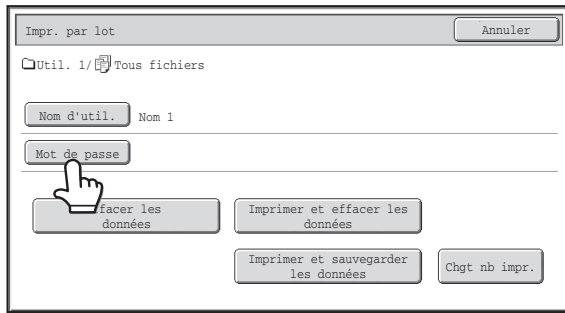 Impr. par lot
Annuler
Util. 1/ Tous fichiers
Nom d'util.
Nom 1
Mot de passe
facer les
données
Imprimer et effacer les
données
Imprimer et sauvegarder
les données
Chgt nb impr.